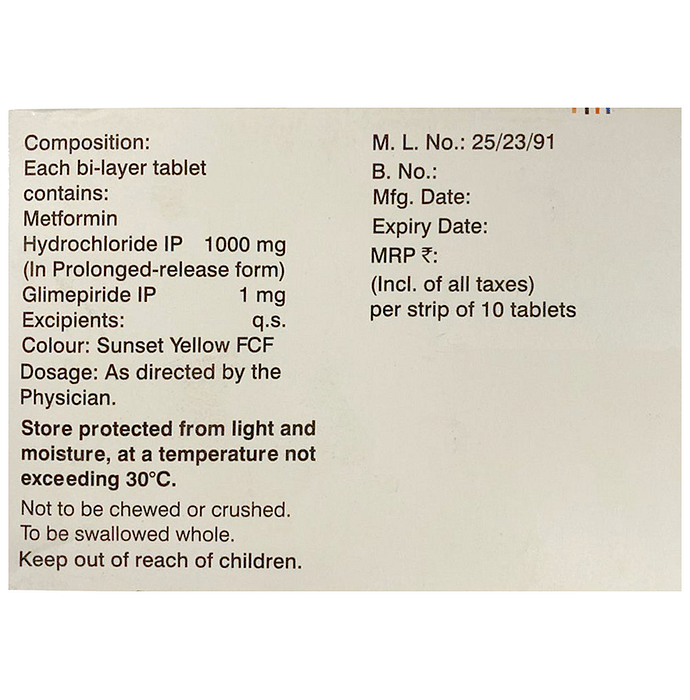 Composition:
Each bi-layer tablet
contains:
Metformin
Hydrochloride IP 1000 mg
(In Prolonged-release form)
Glimepiride IP 1 mg
Excipients: q.s.
Colour: Sunset Yellow FCF
Dosage: As directed by the
Physician.
Store protected from light and
moisture, at a temperature not
exceeding 30°C.
Not to be chewed or crushed.
To be swallowed whole.
Keep out of reach of children.
M. L. No.: 25/23/91
B. No.:
Mfg. Date:
Expiry Date:
MRP ₹:
(Incl. of all taxes)
per strip of 10 tablets